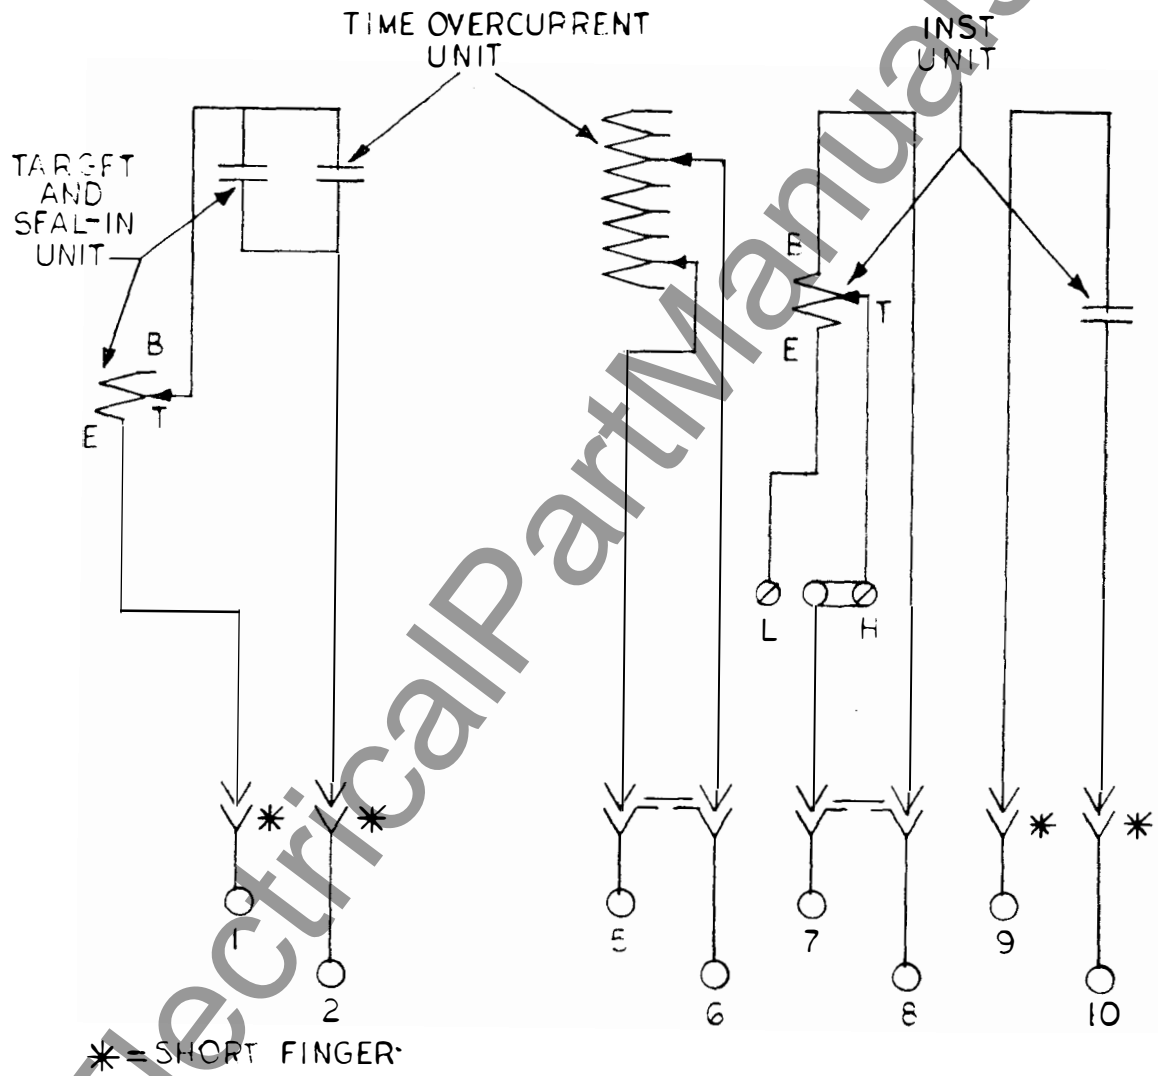 TIME OVERCURRENT
UNIT
INST
UNIT
TARGET
AND
SEAL-IN
UNIT
B
T
E
B
T
E
L
H
*
*
*
*
1
2
5
6
7
8
9
10
* = SHORT FINGER
ElectricalPartManuals